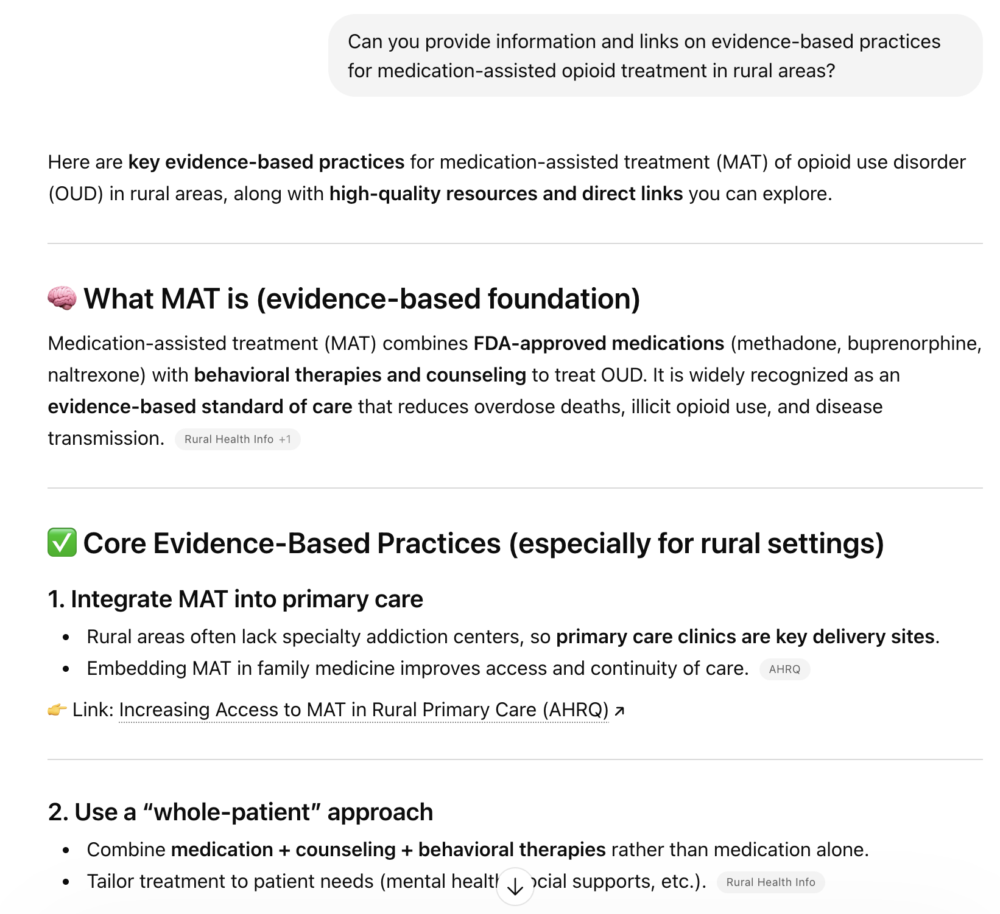 Can you provide information and links on evidence-based practices
for medication-assisted opioid treatment in rural areas?
Here are key evidence-based practices for medication-assisted treatment (MAT) of opioid use disorder
(OUD) in rural areas, along with high-quality resources and direct links you can explore.
🧠 What MAT is (evidence-based foundation)
Medication-assisted treatment (MAT) combines FDA-approved medications (methadone, buprenorphine,
naltrexone) with behavioral therapies and counseling to treat OUD. It is widely recognized as an
evidence-based standard of care that reduces overdose deaths, illicit opioid use, and disease
transmission. Rural Health Info +1
✅ Core Evidence-Based Practices (especially for rural settings)
1. Integrate MAT into primary care
• Rural areas often lack specialty addiction centers, so primary care clinics are key delivery sites.
• Embedding MAT in family medicine improves access and continuity of care. AHRQ
👉 Link: Increasing Access to MAT in Rural Primary Care (AHRQ) ↗
2. Use a “whole-patient” approach
• Combine medication + counseling + behavioral therapies rather than medication alone.
• Tailor treatment to patient needs (mental supports, etc.). Rural Health Info